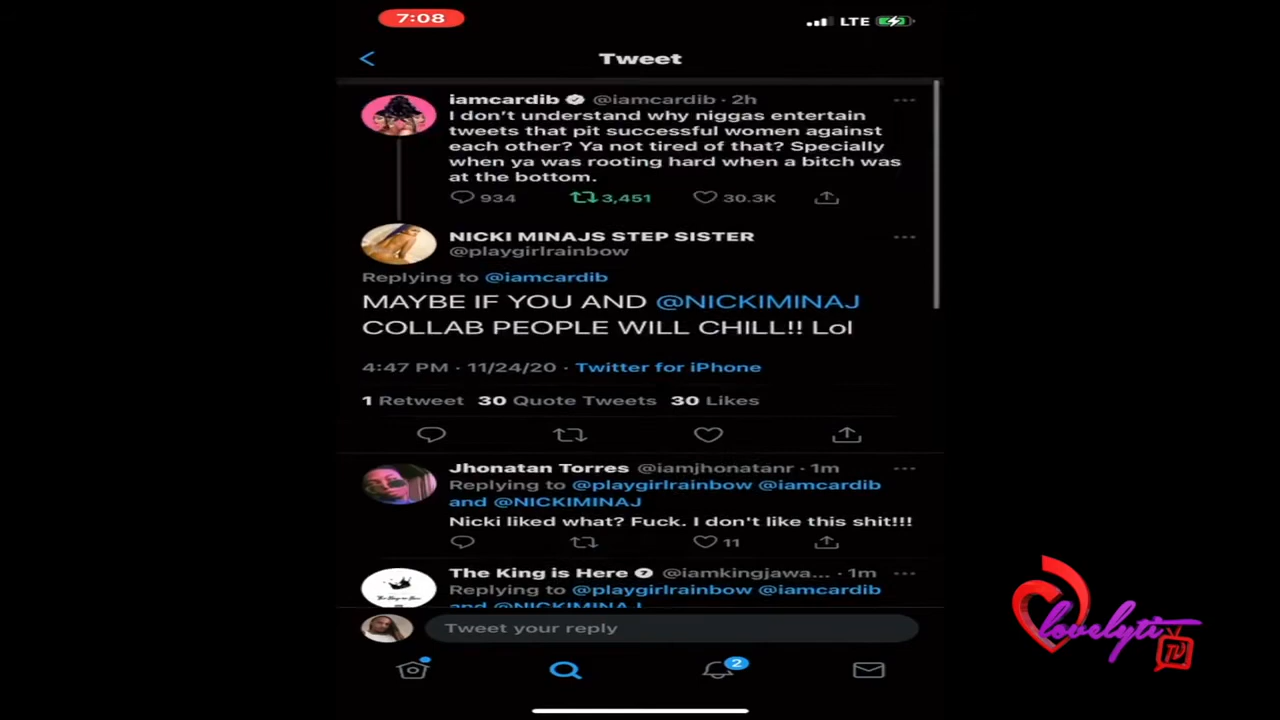 7:08
LTE
Tweet
iamcardib @iamcardib · 2h
I don't understand why niggas entertain
tweets that pit successful women against
each other? Ya not tired of that? Specially
when ya was rooting hard when a bitch was
at the bottom.
934 3,451 30.3K
NICKI MINAJS STEP SISTER
@playgirlrainbow
Replying to @iamcardib
MAYBE IF YOU AND @NICKIMINAJ
COLLAB PEOPLE WILL CHILL!! Lol
4:47 PM · 11/24/20 · Twitter for iPhone
1 Retweet 30 Quote Tweets 30 Likes
Jhonatan Torres @iamjhonatanr · 1m
Replying to @playgirlrainbow @iamcardib
and @NICKIMINAJ
Nicki liked what? Fuck. I don't like this shit!!!
11
The King is Here @iamkingjawa... · 1m
Replying to @playgirlrainbow @iamcardib
and @NICKIMINAJ
Tweet your reply
2
lovelyti
TV